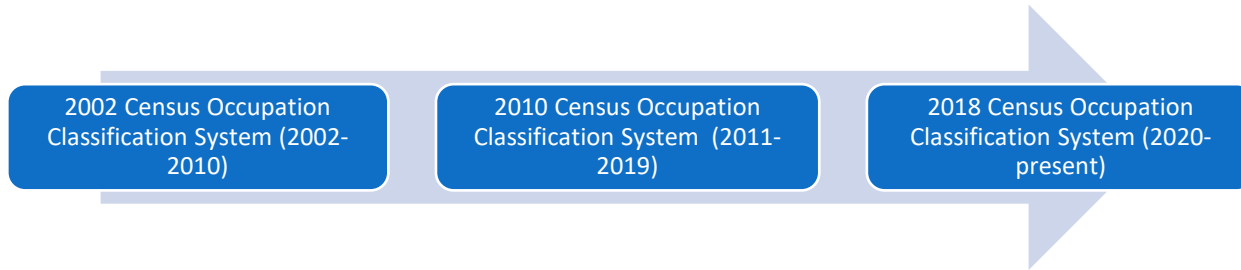 2002 Census Occupation
Classification System (2002-
2010)
2010 Census Occupation
Classification System  (2011-
2019)
2018 Census Occupation
Classification System (2020-
present)